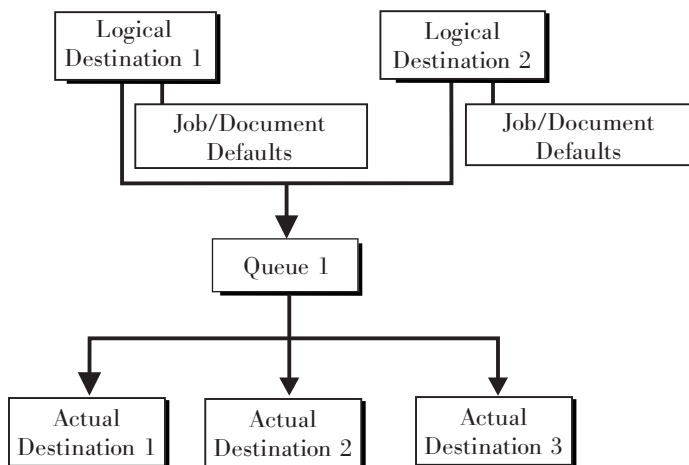 Logical
Destination 1
Logical
Destination 2
Job/Document
Defaults
Job/Document
Defaults
Queue 1
Actual
Destination 1
Actual
Destination 2
Actual
Destination 3